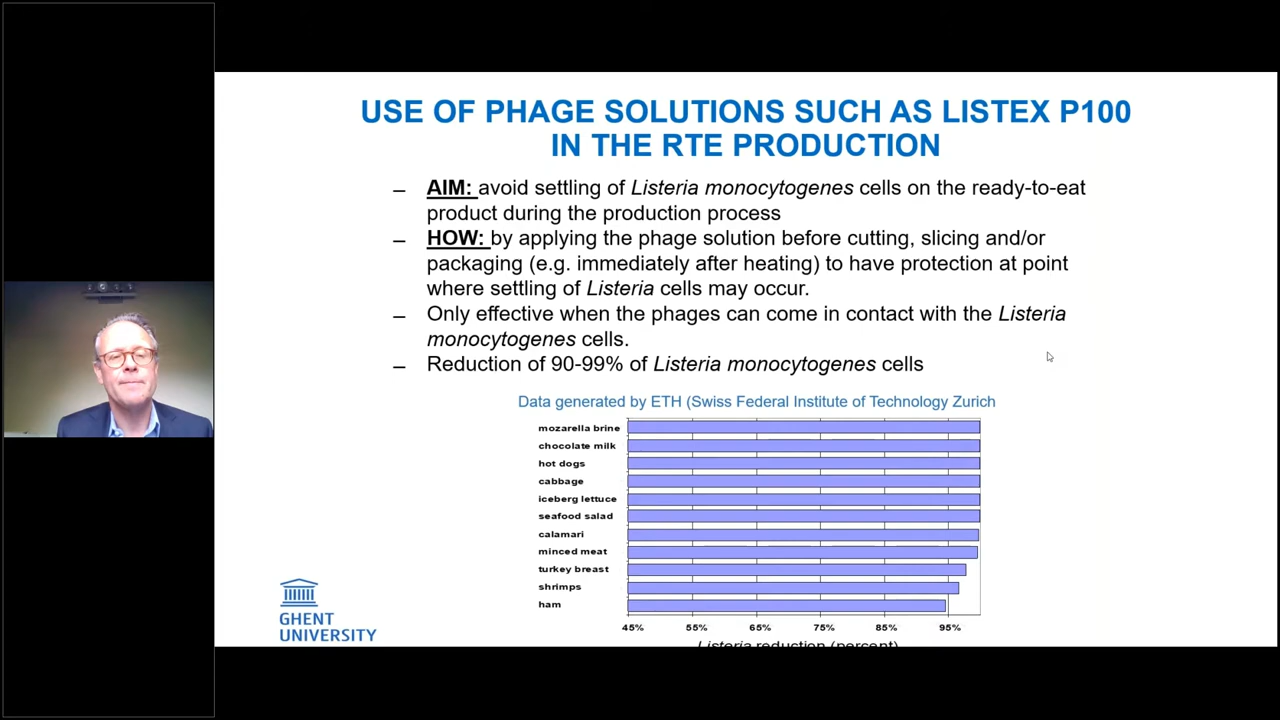 USE OF PHAGE SOLUTIONS SUCH AS LISTEX P100
IN THE RTE PRODUCTION
– AIM: avoid settling of Listeria monocytogenes cells on the ready-to-eat
product during the production process
– HOW: by applying the phage solution before cutting, slicing and/or
packaging (e.g. immediately after heating) to have protection at point
where settling of Listeria cells may occur.
– Only effective when the phages can come in contact with the Listeria
monocytogenes cells.
– Reduction of 90-99% of Listeria monocytogenes cells
Data generated by ETH (Swiss Federal Institute of Technology Zurich
mozarella brine
chocolate milk
hot dogs
cabbage
iceberg lettuce
seafood salad
calamari
minced meat
turkey breast
shrimps
ham
45% 55% 65% 75% 85% 95%
Listeria reduction (percent)
GHENT
UNIVERSITY